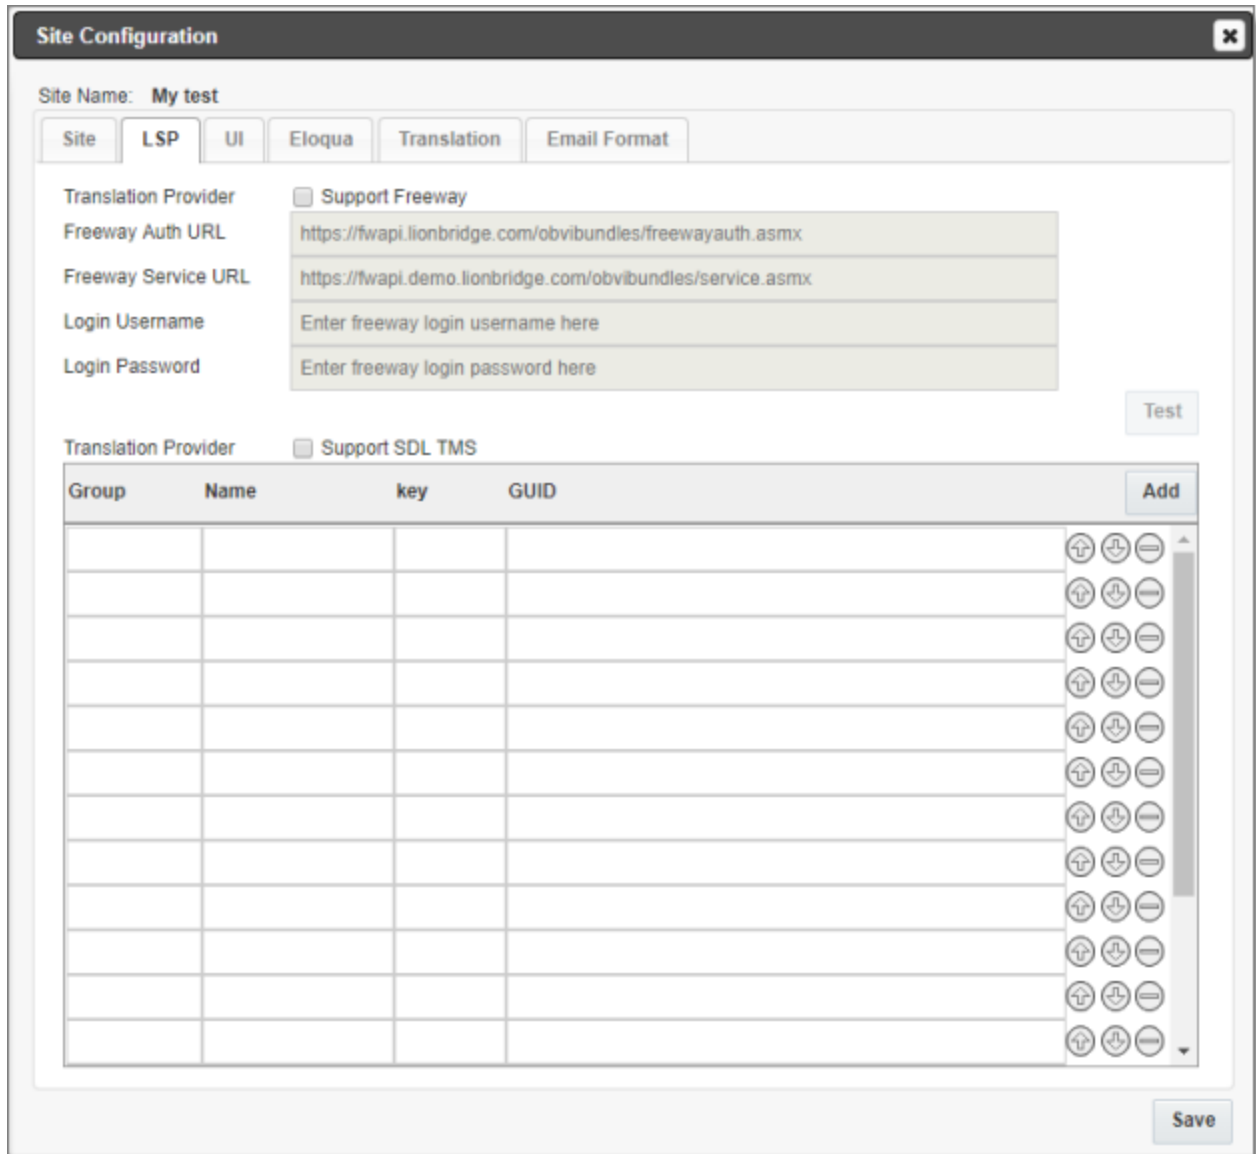 Site Configuration
Site Name: My test
Site LSP UI Eloqua Translation Email Format
Translation Provider Support Freeway
Freeway Auth URL https://fwapi.lionbridge.com/obvibundles/freewayauth.asmx
Freeway Service URL https://fwapi.demo.lionbridge.com/obvibundles/service.asmx
Login Username Enter freeway login username here
Login Password Enter freeway login password here
Test
Translation Provider Support SDL TMS
Group Name key GUID Add
Save